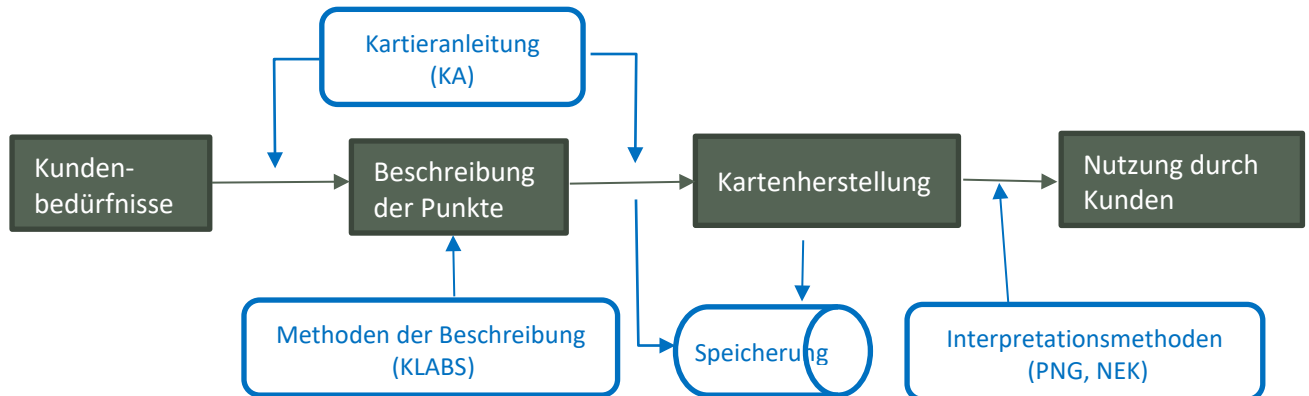 Kartieranleitung
(KA)
Kunden-
bedürfnisse
Beschreibung
der Punkte
Kartenherstellung
Nutzung durch
Kunden
Methoden der Beschreibung
(KLABS)
Speicherung
Interpretationsmethoden
(PNG, NEK)